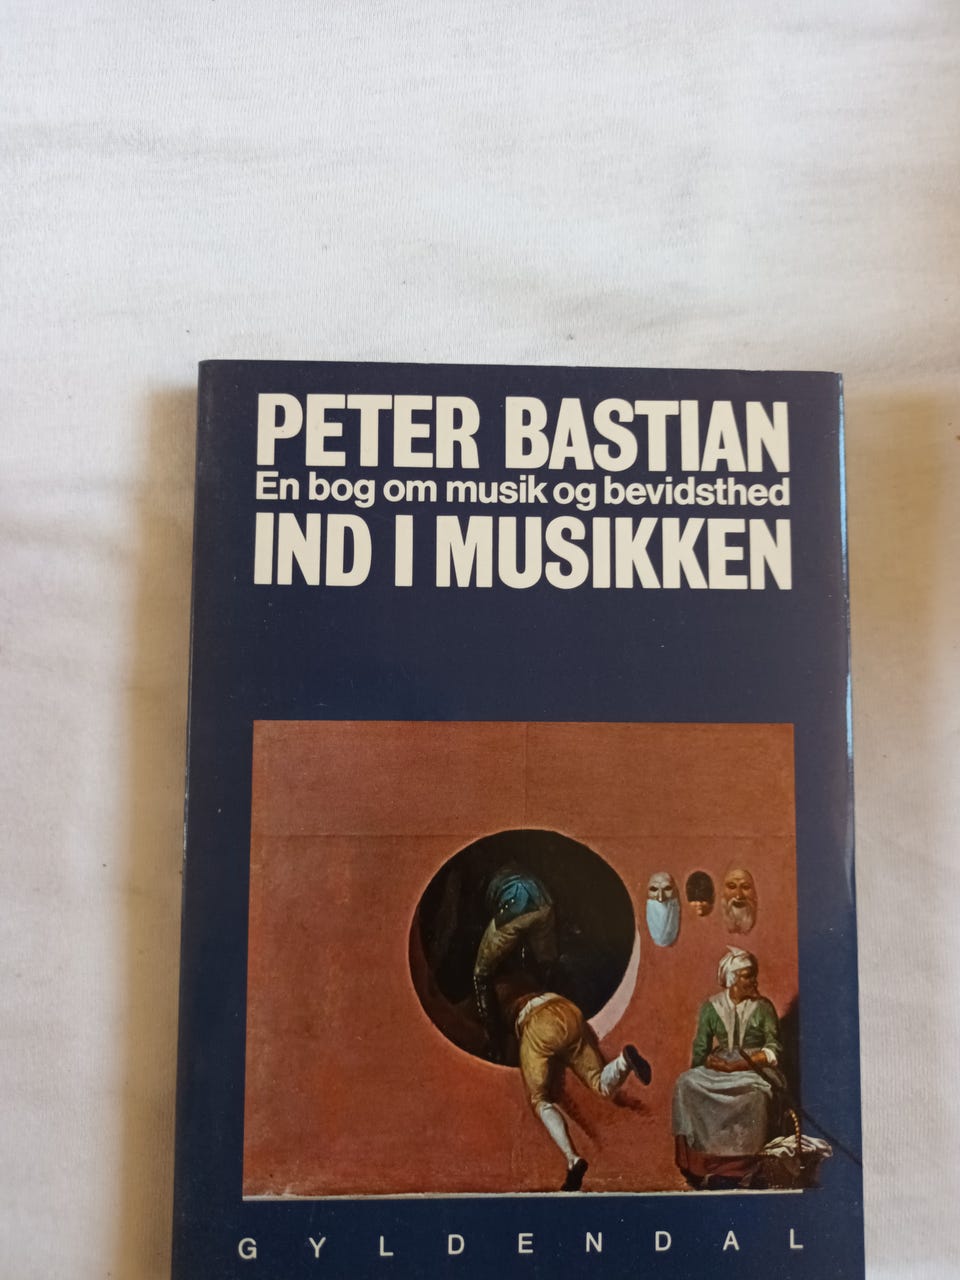 PETER BASTIAN
En bog om musik og bevidsthed
IND I MUSIKKEN
GYLDENDAL